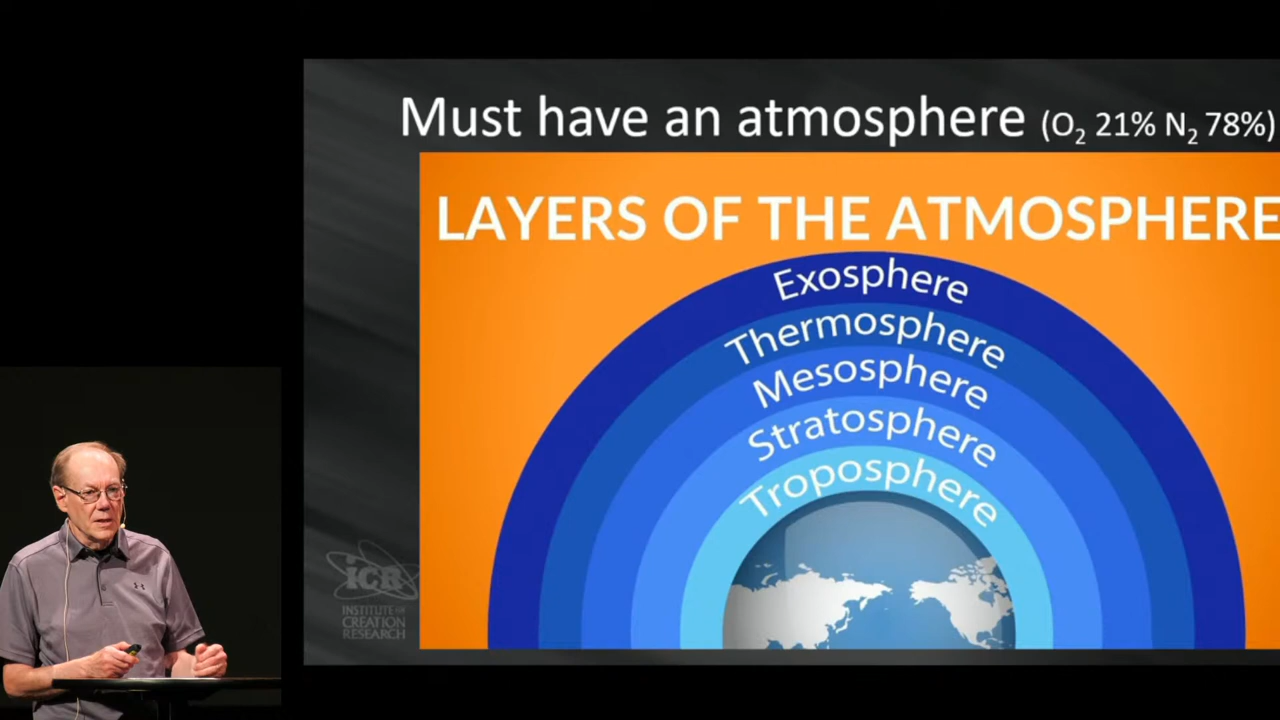 Must have an atmosphere (O₂ 21% N₂ 78%)
LAYERS OF THE ATMOSPHERE
Exosphere
Thermosphere
Mesosphere
Stratosphere
Troposphere
iCR
INSTITUTE FOR
CREATION
RESEARCH